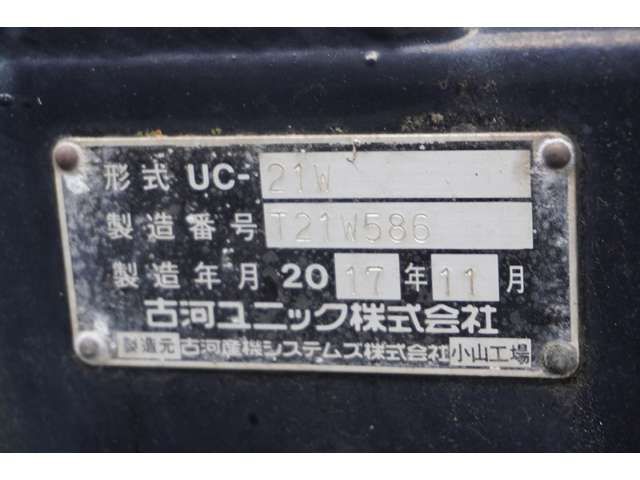 形式 UC-21W
製造番号 T21W586
製造年月 2017年11月
古河ユニック株式会社
製造元 古河産機システムズ株式会社 小山工場